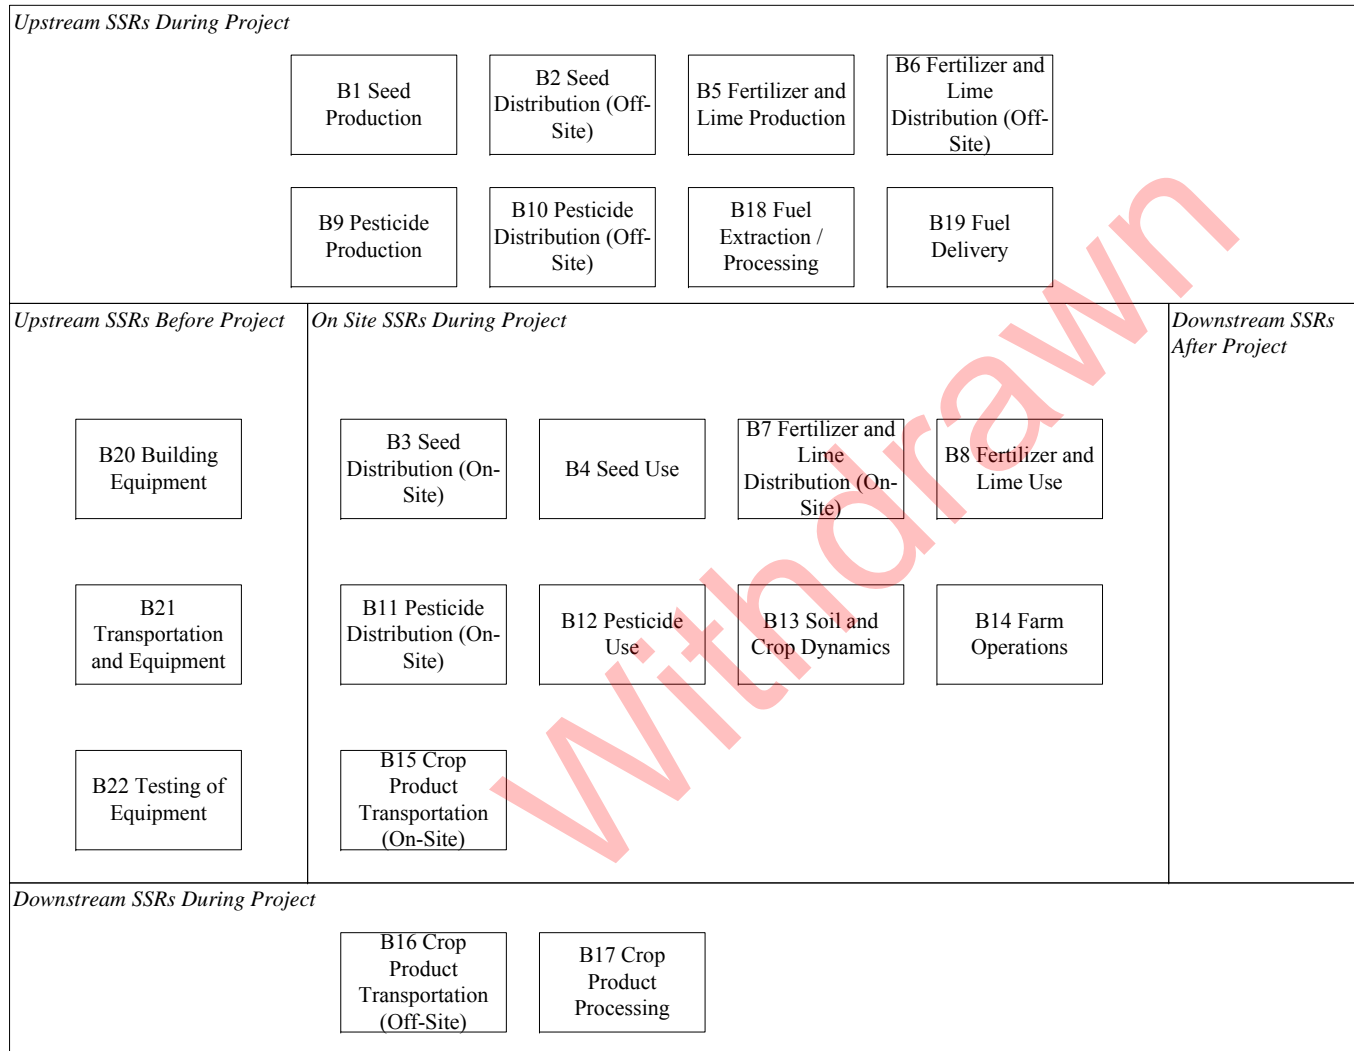 Upstream SSRs During Project
B1 Seed
Production
B2 Seed
Distribution (Off-
Site)
B5 Fertilizer and
Lime Production
B6 Fertilizer and
Lime
Distribution (Off-
Site)
B9 Pesticide
Production
B10 Pesticide
Distribution (Off-
Site)
B18 Fuel
Extraction /
Processing
B19 Fuel
Delivery
Upstream SSRs Before Project
B20 Building
Equipment
B21
Transportation
and Equipment
B22 Testing of
Equipment
On Site SSRs During Project
B3 Seed
Distribution (On-
Site)
B4 Seed Use
B7 Fertilizer and
Lime
Distribution (On-
Site)
B8 Fertilizer and
Lime Use
B11 Pesticide
Distribution (On-
Site)
B12 Pesticide
Use
B13 Soil and
Crop Dynamics
B14 Farm
Operations
B15 Crop
Product
Transportation
(On-Site)
Downstream SSRs
After Project
Downstream SSRs During Project
B16 Crop
Product
Transportation
(Off-Site)
B17 Crop
Product
Processing
Withdrawn